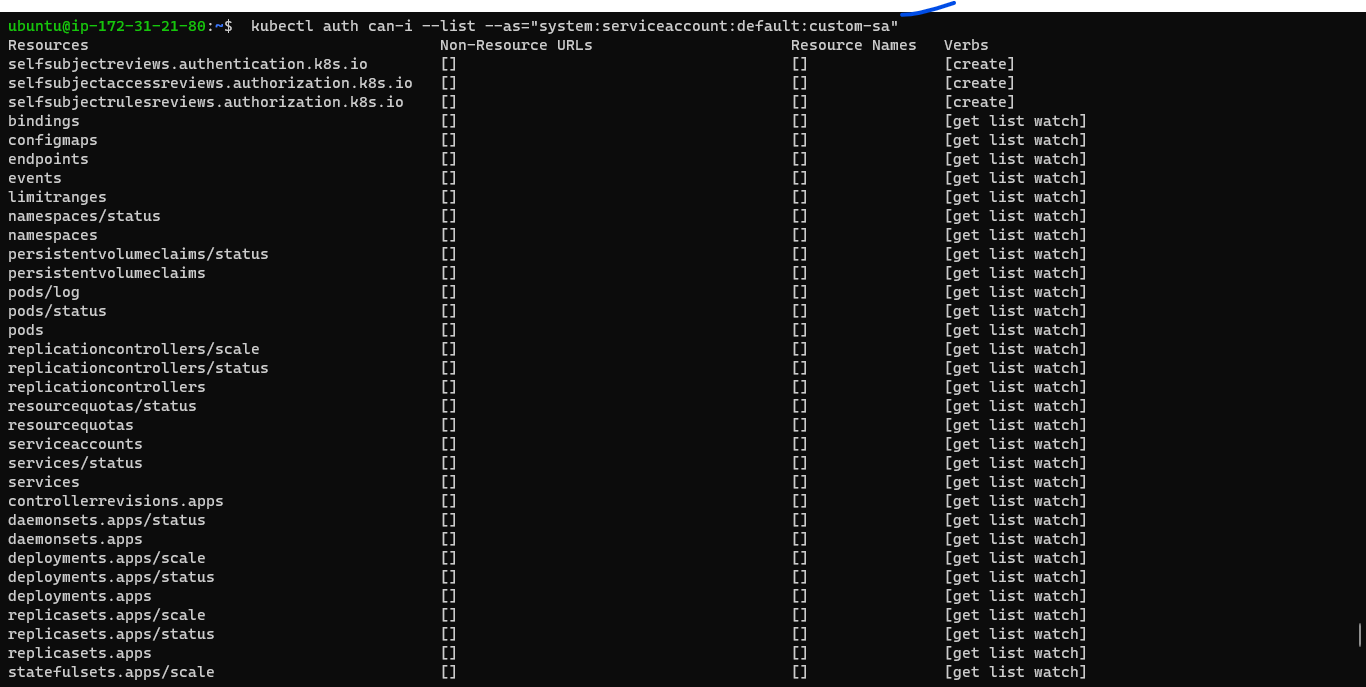 ubuntu@ip-172-31-21-80:~$  kubectl auth can-i --list --as="system:serviceaccount:default:custom-sa"
Resources Non-Resource URLs Resource Names Verbs
selfsubjectreviews.authentication.k8s.io [] [] [create]
selfsubjectaccessreviews.authorization.k8s.io [] [] [create]
selfsubjectrulesreviews.authorization.k8s.io [] [] [create]
bindings [] [] [get list watch]
configmaps [] [] [get list watch]
endpoints [] [] [get list watch]
events [] [] [get list watch]
limitranges [] [] [get list watch]
namespaces/status [] [] [get list watch]
namespaces [] [] [get list watch]
persistentvolumeclaims/status [] [] [get list watch]
persistentvolumeclaims [] [] [get list watch]
pods/log [] [] [get list watch]
pods/status [] [] [get list watch]
pods [] [] [get list watch]
replicationcontrollers/scale [] [] [get list watch]
replicationcontrollers/status [] [] [get list watch]
replicationcontrollers [] [] [get list watch]
resourcequotas/status [] [] [get list watch]
resourcequotas [] [] [get list watch]
serviceaccounts [] [] [get list watch]
services/status [] [] [get list watch]
services [] [] [get list watch]
controllerrevisions.apps [] [] [get list watch]
daemonsets.apps/status [] [] [get list watch]
daemonsets.apps [] [] [get list watch]
deployments.apps/scale [] [] [get list watch]
deployments.apps/status [] [] [get list watch]
deployments.apps [] [] [get list watch]
replicasets.apps/scale [] [] [get list watch]
replicasets.apps/status [] [] [get list watch]
replicasets.apps [] [] [get list watch]
statefulsets.apps/scale [] [] [get list watch]